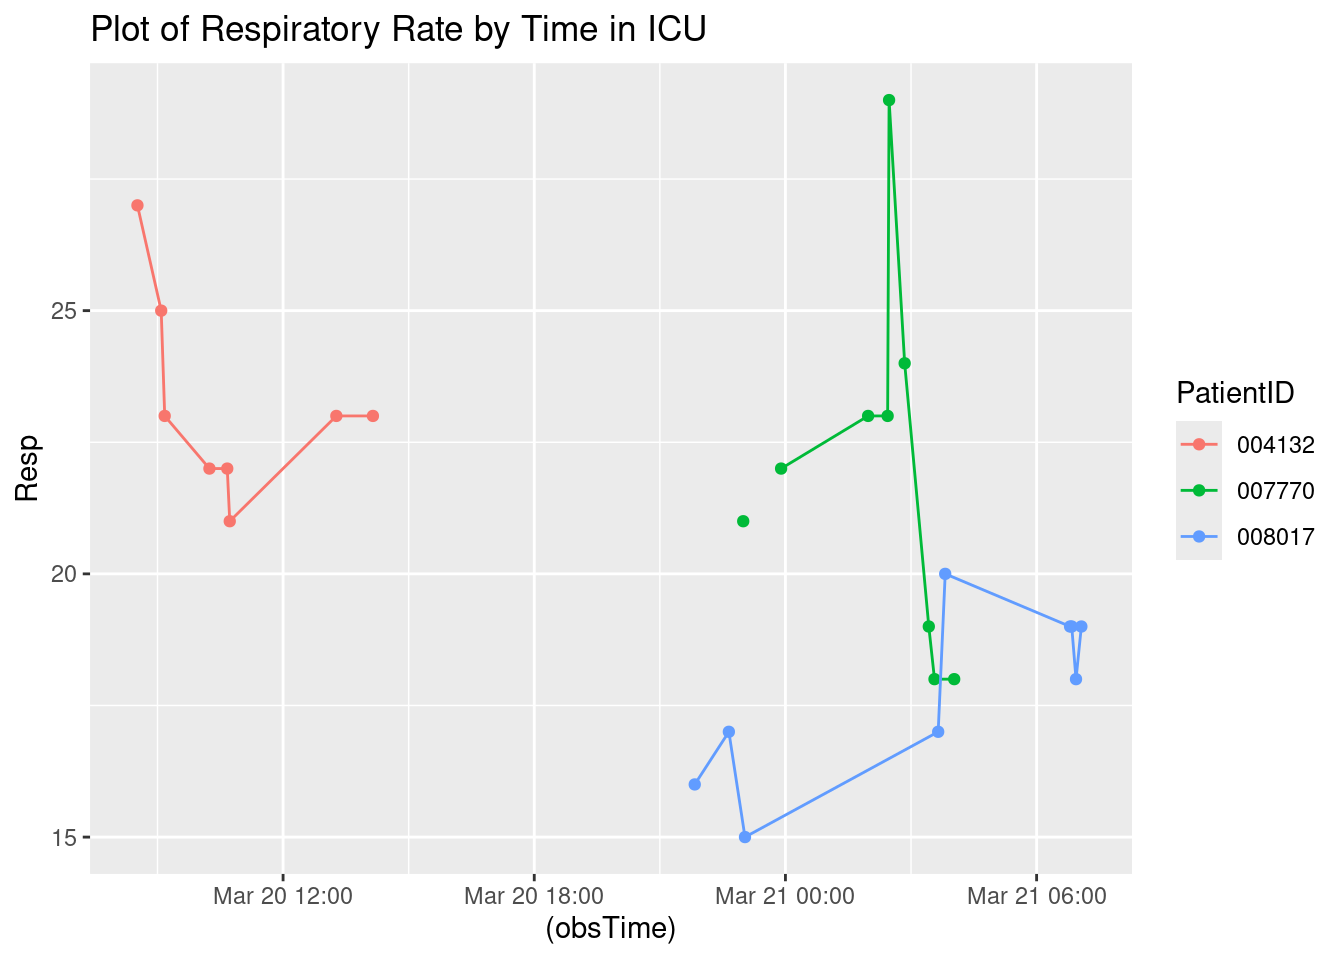 Plot of Respiratory Rate by Time in ICU
Resp
25
20
15
Mar 20 12:00
Mar 20 18:00
Mar 21 00:00
Mar 21 06:00
(obsTime)
PatientID
004132
007770
008017